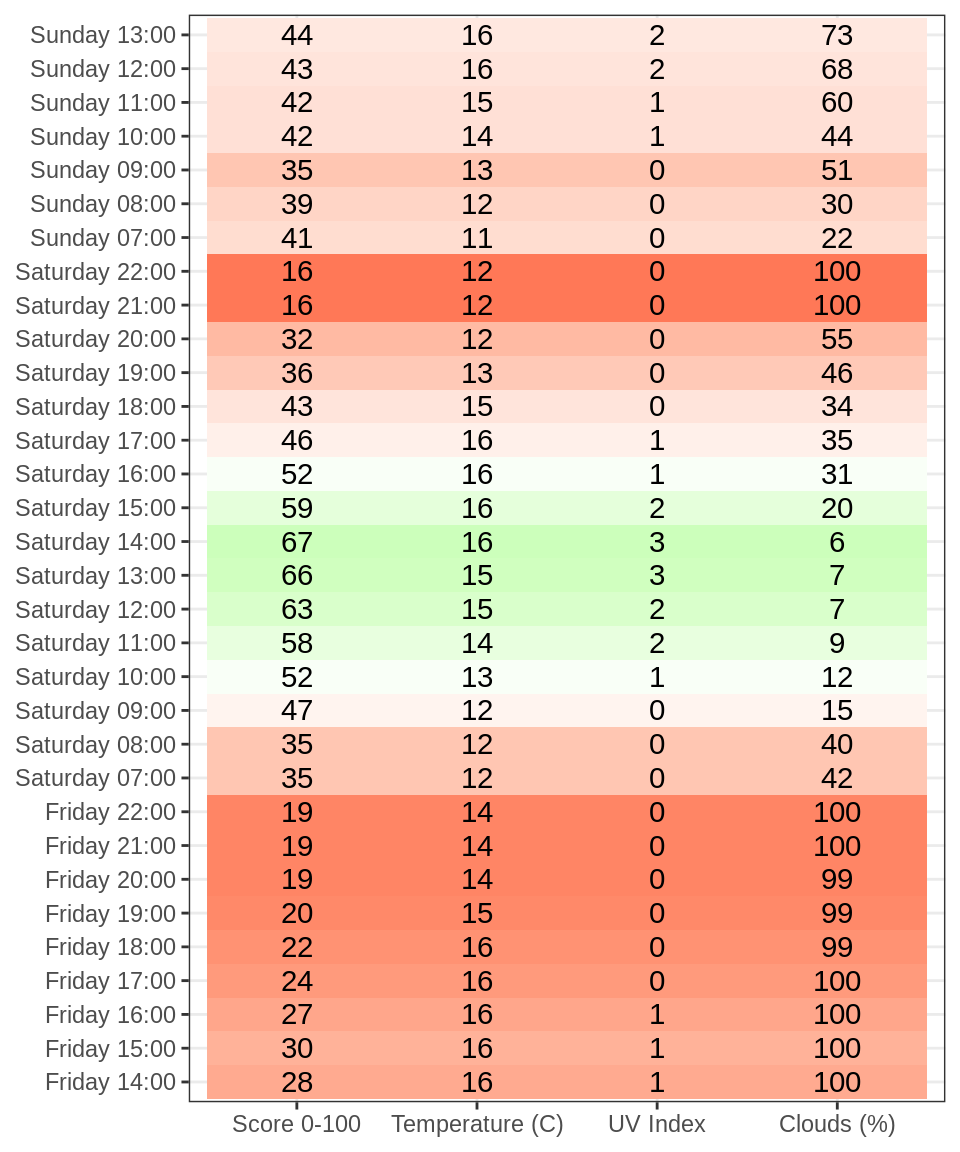 Sunday 13:00 44 16 2 73
Sunday 12:00 43 16 2 68
Sunday 11:00 42 15 1 60
Sunday 10:00 42 14 1 44
Sunday 09:00 35 13 0 51
Sunday 08:00 39 12 0 30
Sunday 07:00 41 11 0 22
Saturday 22:00 16 12 0 100
Saturday 21:00 16 12 0 100
Saturday 20:00 32 12 0 55
Saturday 19:00 36 13 0 46
Saturday 18:00 43 15 0 34
Saturday 17:00 46 16 1 35
Saturday 16:00 52 16 1 31
Saturday 15:00 59 16 2 20
Saturday 14:00 67 16 3 6
Saturday 13:00 66 15 3 7
Saturday 12:00 63 15 2 7
Saturday 11:00 58 14 2 9
Saturday 10:00 52 13 1 12
Saturday 09:00 47 12 0 15
Saturday 08:00 35 12 0 40
Saturday 07:00 35 12 0 42
Friday 22:00 19 14 0 100
Friday 21:00 19 14 0 100
Friday 20:00 19 14 0 99
Friday 19:00 20 15 0 99
Friday 18:00 22 16 0 99
Friday 17:00 24 16 0 100
Friday 16:00 27 16 1 100
Friday 15:00 30 16 1 100
Friday 14:00 28 16 1 100
Score 0-100 Temperature (C) UV Index Clouds (%)